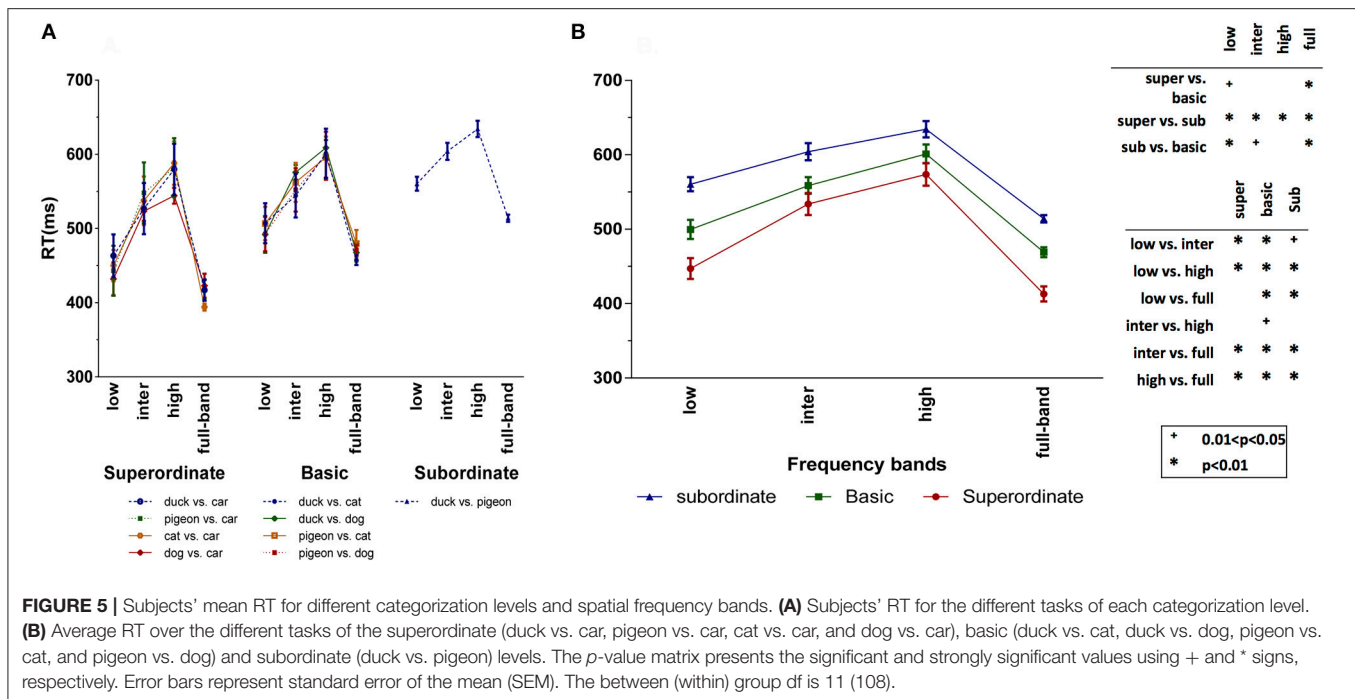 A
700
600
500
400
300
RT(ms)
low
inter
high
full-band
low
inter
high
full-band
low
inter
high
full-band
Superordinate Basic Subordinate
duck vs. car duck vs. cat duck vs. pigeon
pigeon vs. car duck vs. dog
cat vs. car pigeon vs. cat
dog vs. car pigeon vs. dog
B
700
600
500
400
300
low
inter
high
full-band
Frequency bands
subordinate Basic Superordinate
low inter high full
super vs. + *
basic
super vs. sub * * * *
sub vs. basic * + *
super basic Sub
low vs. inter * * +
low vs. high * * *
low vs. full * *
inter vs. high +
inter vs. full * * *
high vs. full * * *
+ 0.01<p<0.05
* p<0.01
FIGURE 5 | Subjects' mean RT for different categorization levels and spatial frequency bands. (A) Subjects' RT for the different tasks of each categorization level.
(B) Average RT over the different tasks of the superordinate (duck vs. car, pigeon vs. car, cat vs. car, and dog vs. car), basic (duck vs. cat, duck vs. dog, pigeon vs.
cat, and pigeon vs. dog) and subordinate (duck vs. pigeon) levels. The p-value matrix presents the significant and strongly significant values using + and * signs,
respectively. Error bars represent standard error of the mean (SEM). The between (within) group df is 11 (108).